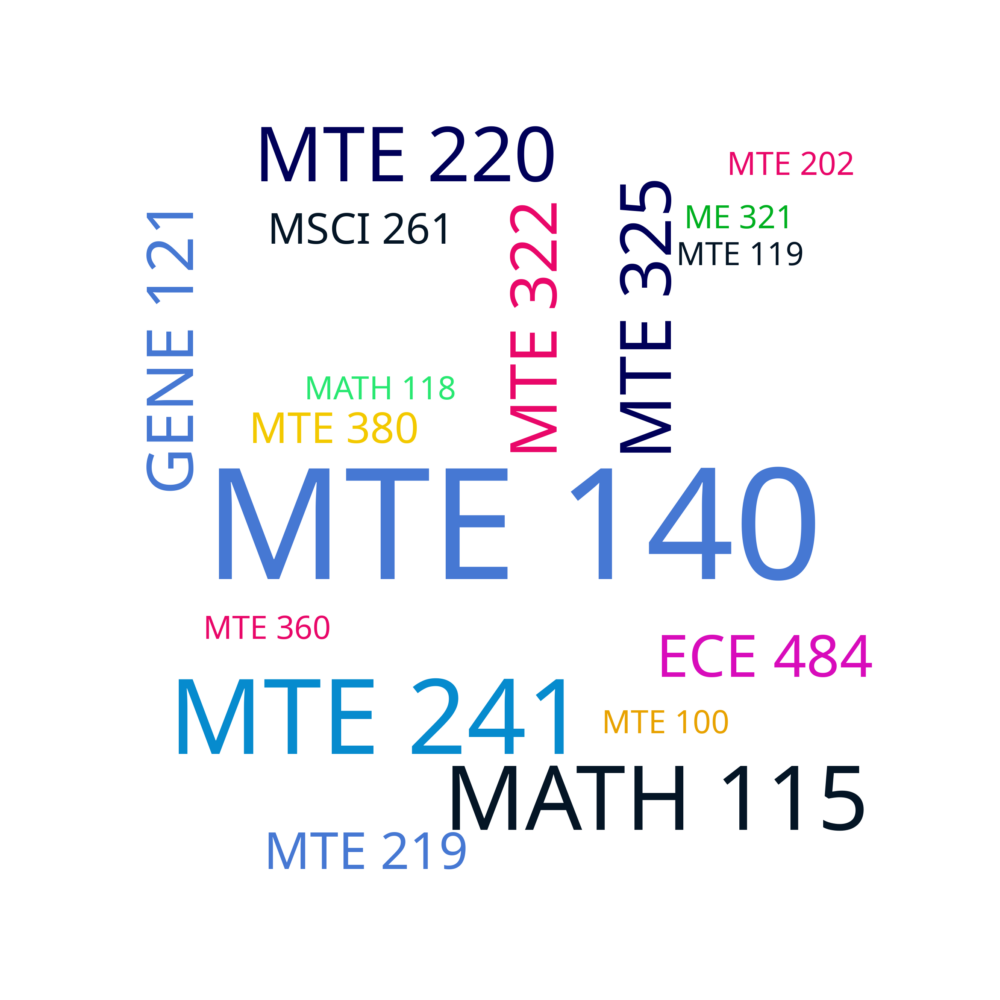 MTE 220
MTE 202
GENE 121
MSCI 261
MTE 322
MTE 325
ME 321
MTE 119
MATH 118
MTE 380
MTE 140
MTE 360
ECE 484
MTE 241
MTE 100
MATH 115
MTE 219